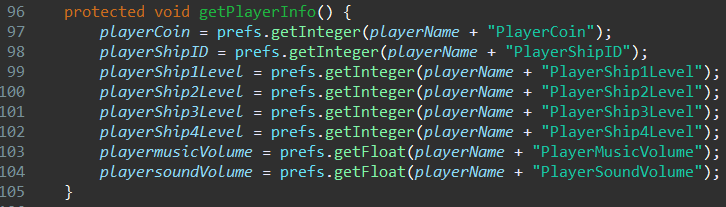 96 protected void getPlayerInfo() {
97 playerCoin = prefs.getInteger(playerName + "PlayerCoin");
98 playerShipID = prefs.getInteger(playerName + "PlayerShipID");
99 playerShip1Level = prefs.getInteger(playerName + "PlayerShip1Level");
100 playerShip2Level = prefs.getInteger(playerName + "PlayerShip2Level");
101 playerShip3Level = prefs.getInteger(playerName + "PlayerShip3Level");
102 playerShip4Level = prefs.getInteger(playerName + "PlayerShip4Level");
103 playermusicVolume = prefs.getFloat(playerName + "PlayerMusicVolume");
104 playersoundVolume = prefs.getFloat(playerName + "PlayerSoundVolume");
105 }